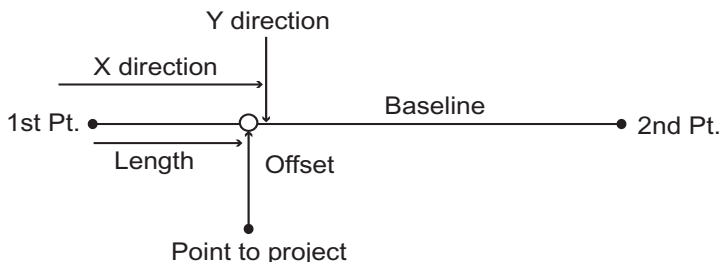 Y direction
X direction
Baseline
1st Pt.
2nd Pt.
Length
Offset
Point to project